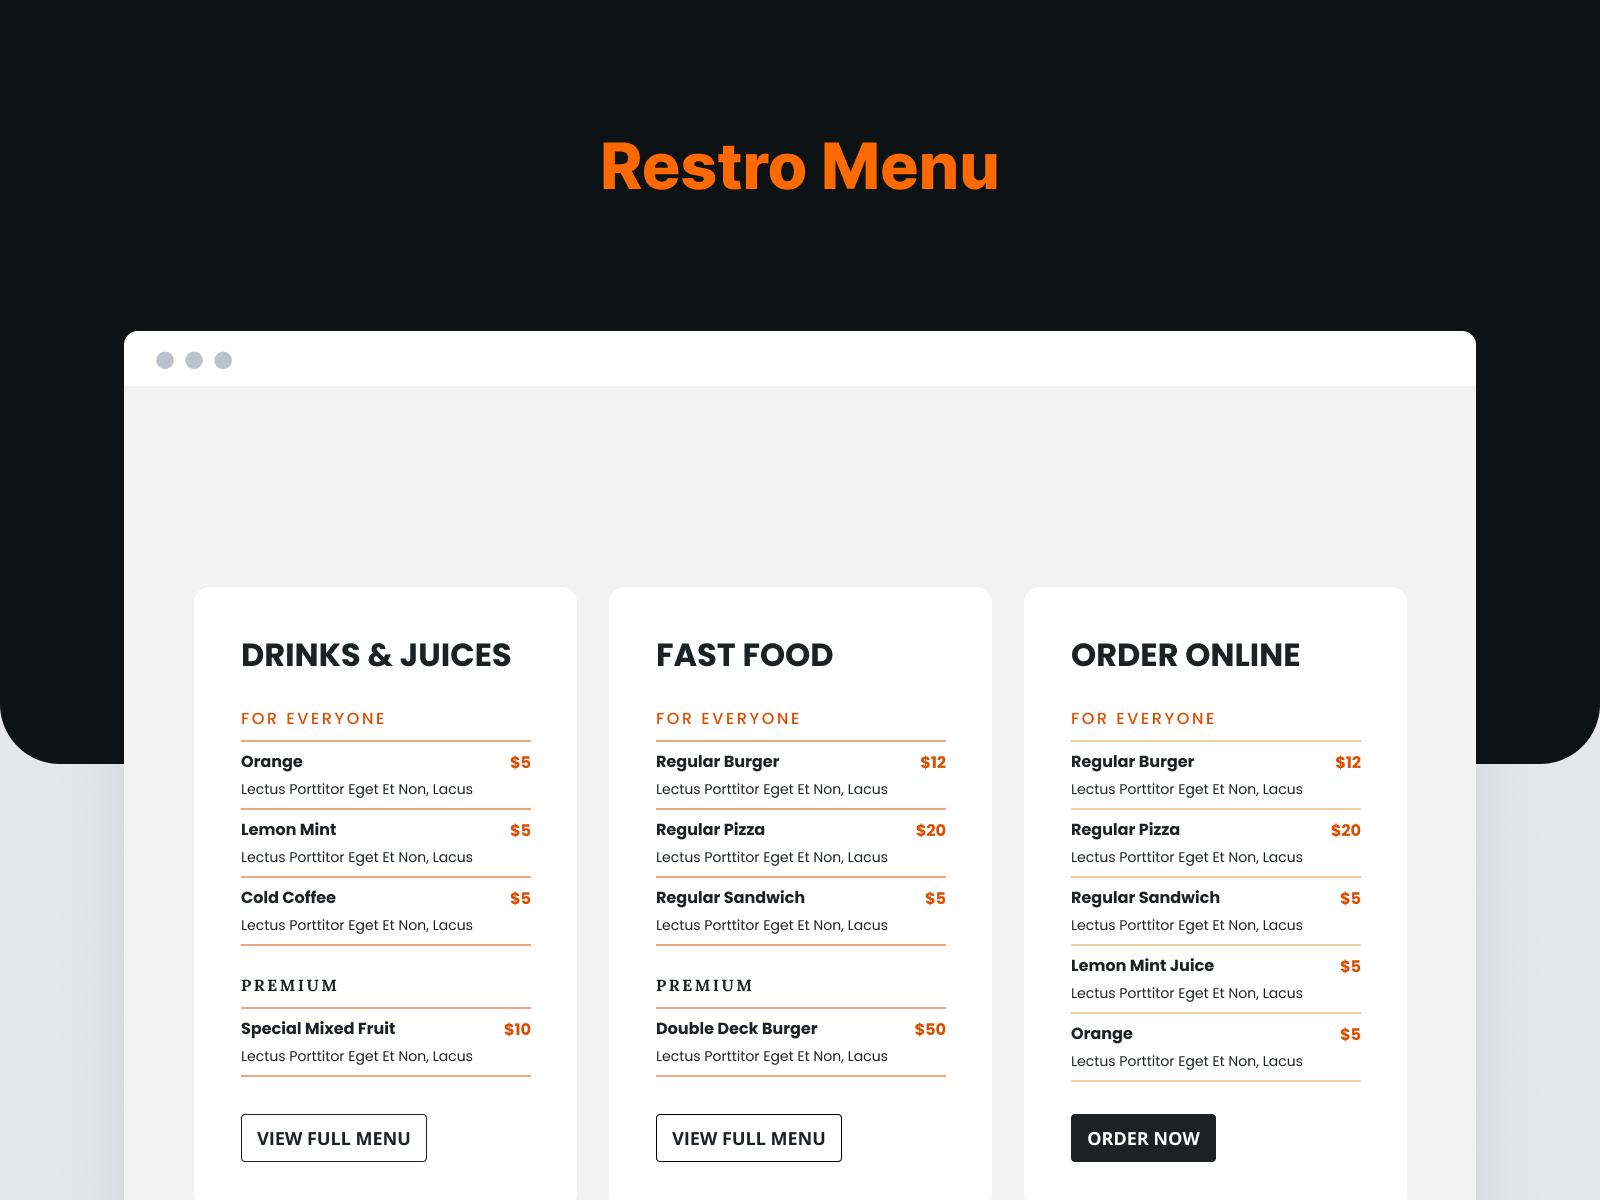 Restro Menu
DRINKS & JUICES
FOR EVERYONE
Orange $5
Lectus Porttitor Eget Et Non, Lacus
Lemon Mint $5
Lectus Porttitor Eget Et Non, Lacus
Cold Coffee $5
Lectus Porttitor Eget Et Non, Lacus
PREMIUM
Special Mixed Fruit $10
Lectus Porttitor Eget Et Non, Lacus
VIEW FULL MENU
FAST FOOD
FOR EVERYONE
Regular Burger $12
Lectus Porttitor Eget Et Non, Lacus
Regular Pizza $20
Lectus Porttitor Eget Et Non, Lacus
Regular Sandwich $5
Lectus Porttitor Eget Et Non, Lacus
PREMIUM
Double Deck Burger $50
Lectus Porttitor Eget Et Non, Lacus
VIEW FULL MENU
ORDER ONLINE
FOR EVERYONE
Regular Burger $12
Lectus Porttitor Eget Et Non, Lacus
Regular Pizza $20
Lectus Porttitor Eget Et Non, Lacus
Regular Sandwich $5
Lectus Porttitor Eget Et Non, Lacus
Lemon Mint Juice $5
Lectus Porttitor Eget Et Non, Lacus
Orange $5
Lectus Porttitor Eget Et Non, Lacus
ORDER NOW